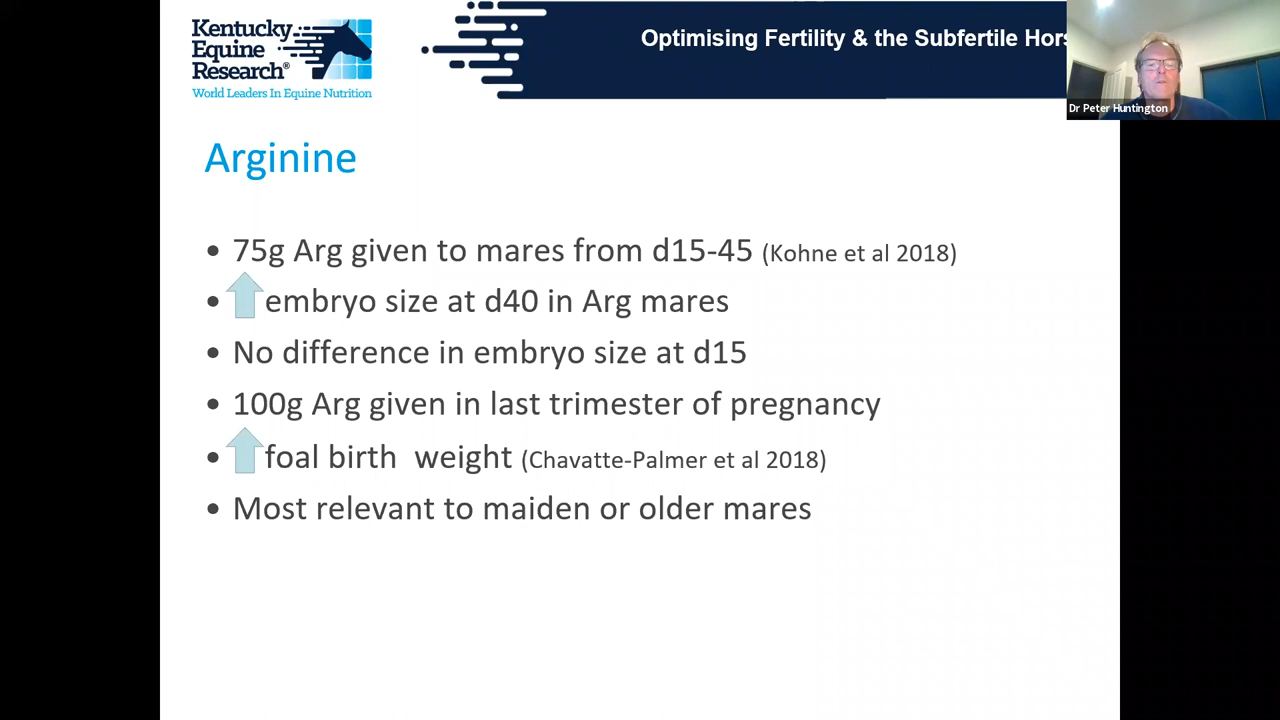 Kentucky
Equine
Research®
World Leaders In Equine Nutrition
Optimising Fertility & the Subfertile Hors
Dr Peter Huntington
Arginine
• 75g Arg given to mares from d15-45 (Kohne et al 2018)
• embryo size at d40 in Arg mares
• No difference in embryo size at d15
• 100g Arg given in last trimester of pregnancy
• foal birth weight (Chavatte-Palmer et al 2018)
• Most relevant to maiden or older mares